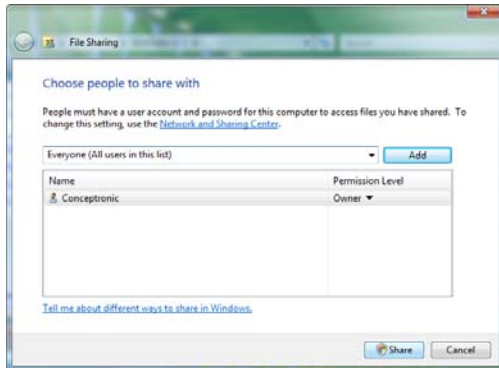 File Sharing
Choose people to share with
People must have a user account and password for this computer to access files you have shared. To
change this setting, use the Network and Sharing Center.
Everyone (All users in this list)
Add
Name Permission Level
Conceptronic Owner
Tell me about different ways to share in Windows.
Share Cancel